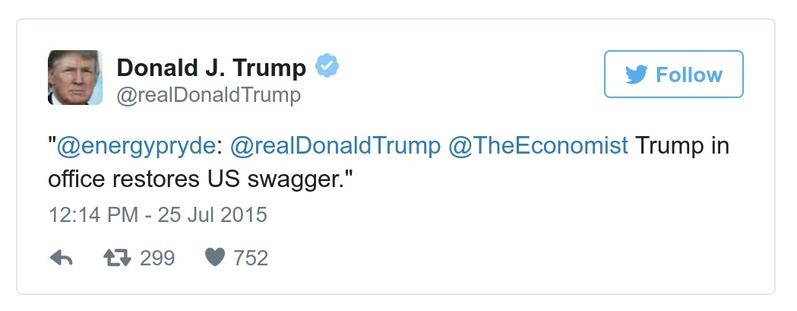 Donald J. Trump
@realDonaldTrump
Follow
"@energypryde: @realDonaldTrump @TheEconomist Trump in
office restores US swagger."
12:14 PM - 25 Jul 2015
299 752